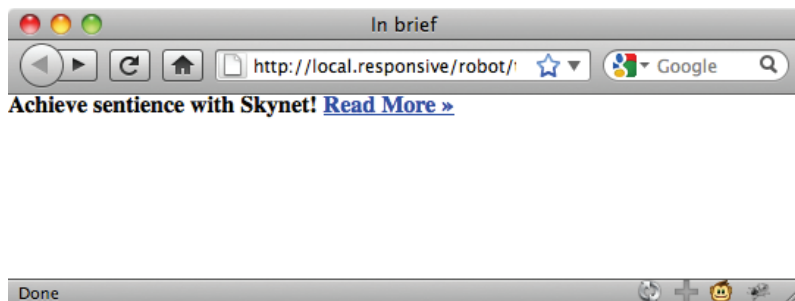 In brief
http://local.responsive/robot/ Google
Achieve sentience with Skynet! Read More »
Done